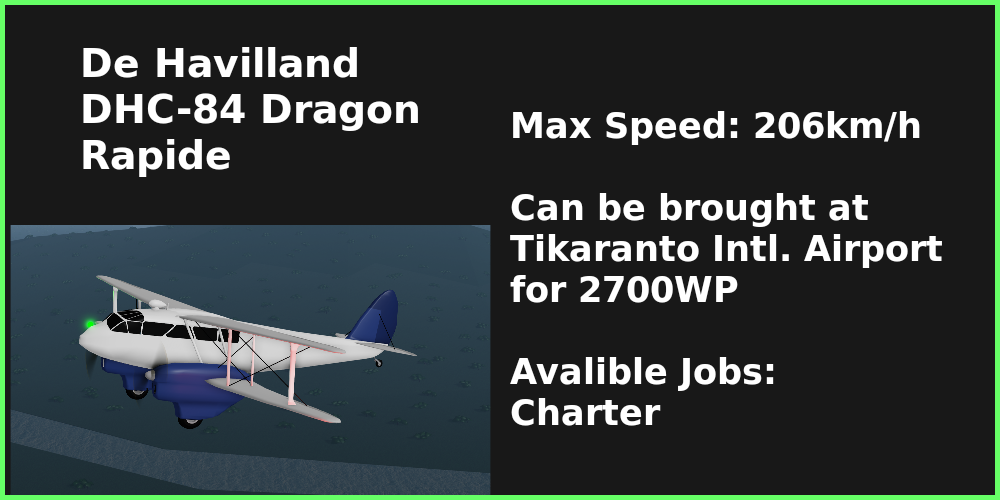 De Havilland
DHC-84 Dragon
Rapide
Max Speed: 206km/h
Can be brought at
Tikaranto Intl. Airport
for 2700WP
Avalible Jobs:
Charter